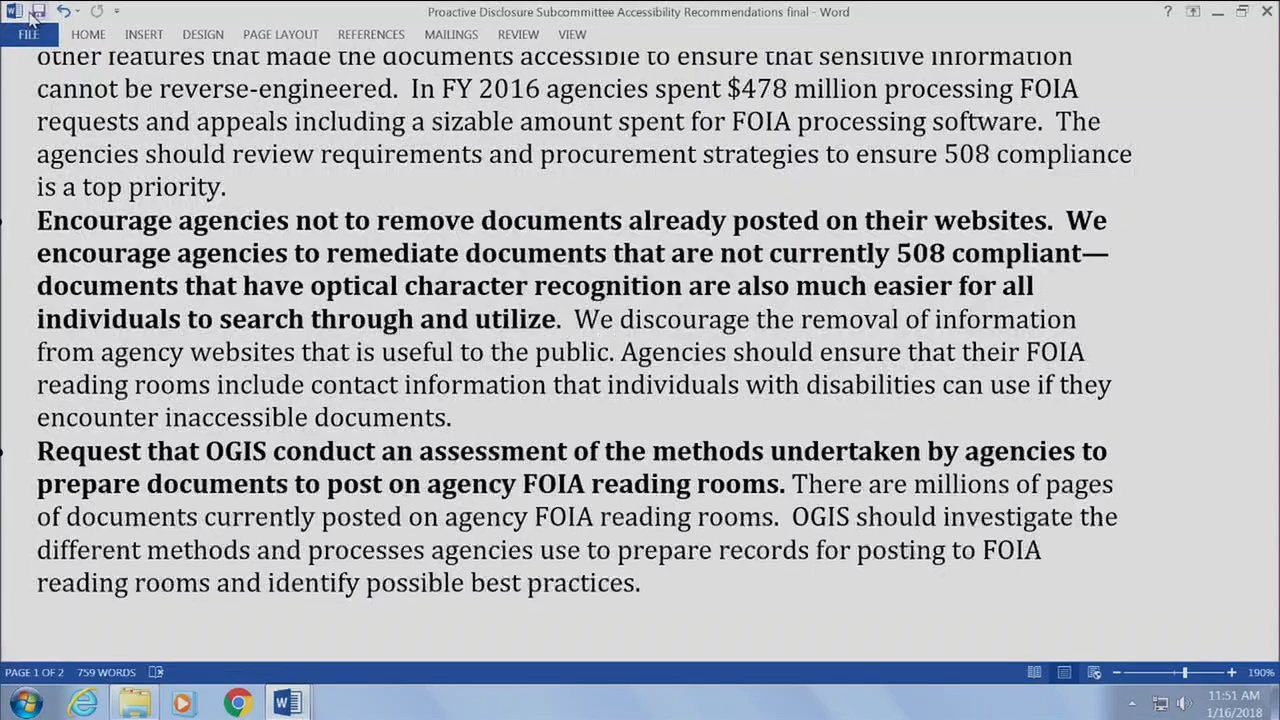 Proactive Disclosure Subcommittee Accessibility Recommendations final - Word
FILE HOME INSERT DESIGN PAGE LAYOUT REFERENCES MAILINGS REVIEW VIEW
other features that made the documents accessible to ensure that sensitive information
cannot be reverse-engineered. In FY 2016 agencies spent $478 million processing FOIA
requests and appeals including a sizable amount spent for FOIA processing software. The
agencies should review requirements and procurement strategies to ensure 508 compliance
is a top priority.
Encourage agencies not to remove documents already posted on their websites. We
encourage agencies to remediate documents that are not currently 508 compliant—
documents that have optical character recognition are also much easier for all
individuals to search through and utilize. We discourage the removal of information
from agency websites that is useful to the public. Agencies should ensure that their FOIA
reading rooms include contact information that individuals with disabilities can use if they
encounter inaccessible documents.
Request that OGIS conduct an assessment of the methods undertaken by agencies to
prepare documents to post on agency FOIA reading rooms. There are millions of pages
of documents currently posted on agency FOIA reading rooms. OGIS should investigate the
different methods and processes agencies use to prepare records for posting to FOIA
reading rooms and identify possible best practices.
PAGE 1 OF 2 759 WORDS 190%
11:51 AM
1/16/2018